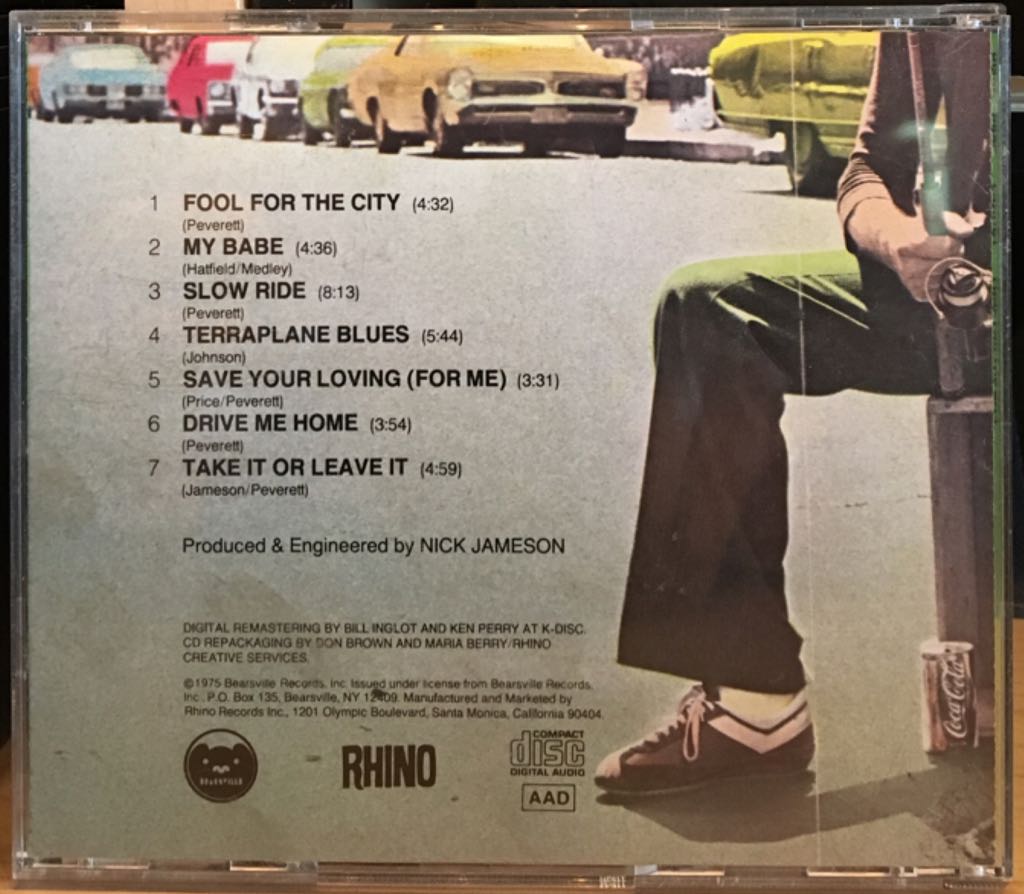 1 FOOL FOR THE CITY (4:32)
(Peverett)
2 MY BABE (4:36)
(Hatfield/Medley)
3 SLOW RIDE (8:13)
(Peverett)
4 TERRAPLANE BLUES (5:44)
(Johnson)
5 SAVE YOUR LOVING (FOR ME) (3:31)
(Price/Peverett)
6 DRIVE ME HOME (3:54)
(Peverett)
7 TAKE IT OR LEAVE IT (4:59)
(Jameson/Peverett)
Produced & Engineered by NICK JAMESON
DIGITAL REMASTERING BY BILL INGLOT AND KEN PERRY AT K-DISC.
CD REPACKAGING BY DON BROWN AND MARIA BERRY/RHINO
CREATIVE SERVICES.
©1975 Bearsville Records, Inc. Issued under license from Bearsville Records,
Inc., P.O. Box 135, Bearsville, NY 12409. Manufactured and Marketed by
Rhino Records Inc., 1201 Olympic Boulevard, Santa Monica, California 90404.
Coca-Cola
BEARSVILLE
RHINO
COMPACT
disc
DIGITAL AUDIO
AAD